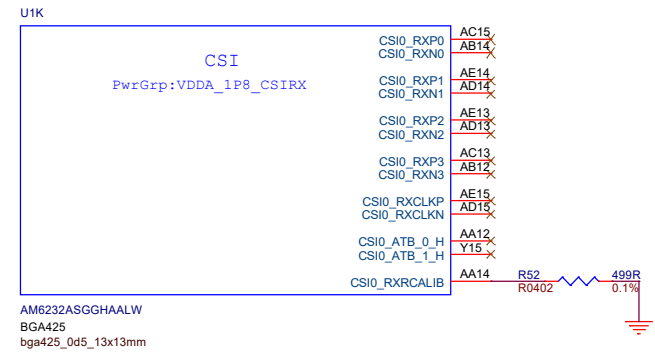 U1K
CSI
PwrGrp:VDDA_1P8_CSIRX
CSI0_RXP0 AC15
CSI0_RXN0 AB14
CSI0_RXP1 AE14
CSI0_RXN1 AD14
CSI0_RXP2 AE13
CSI0_RXN2 AD13
CSI0_RXP3 AC13
CSI0_RXN3 AB12
CSI0_RXCLKP AE15
CSI0_RXCLKN AD15
CSI0_ATB_0_H AA12
CSI0_ATB_1_H Y15
CSI0_RXRCALIB AA14 R52 499R
R0402 0.1%
AM6232ASGGHAALW
BGA425
bga425_0d5_13x13mm